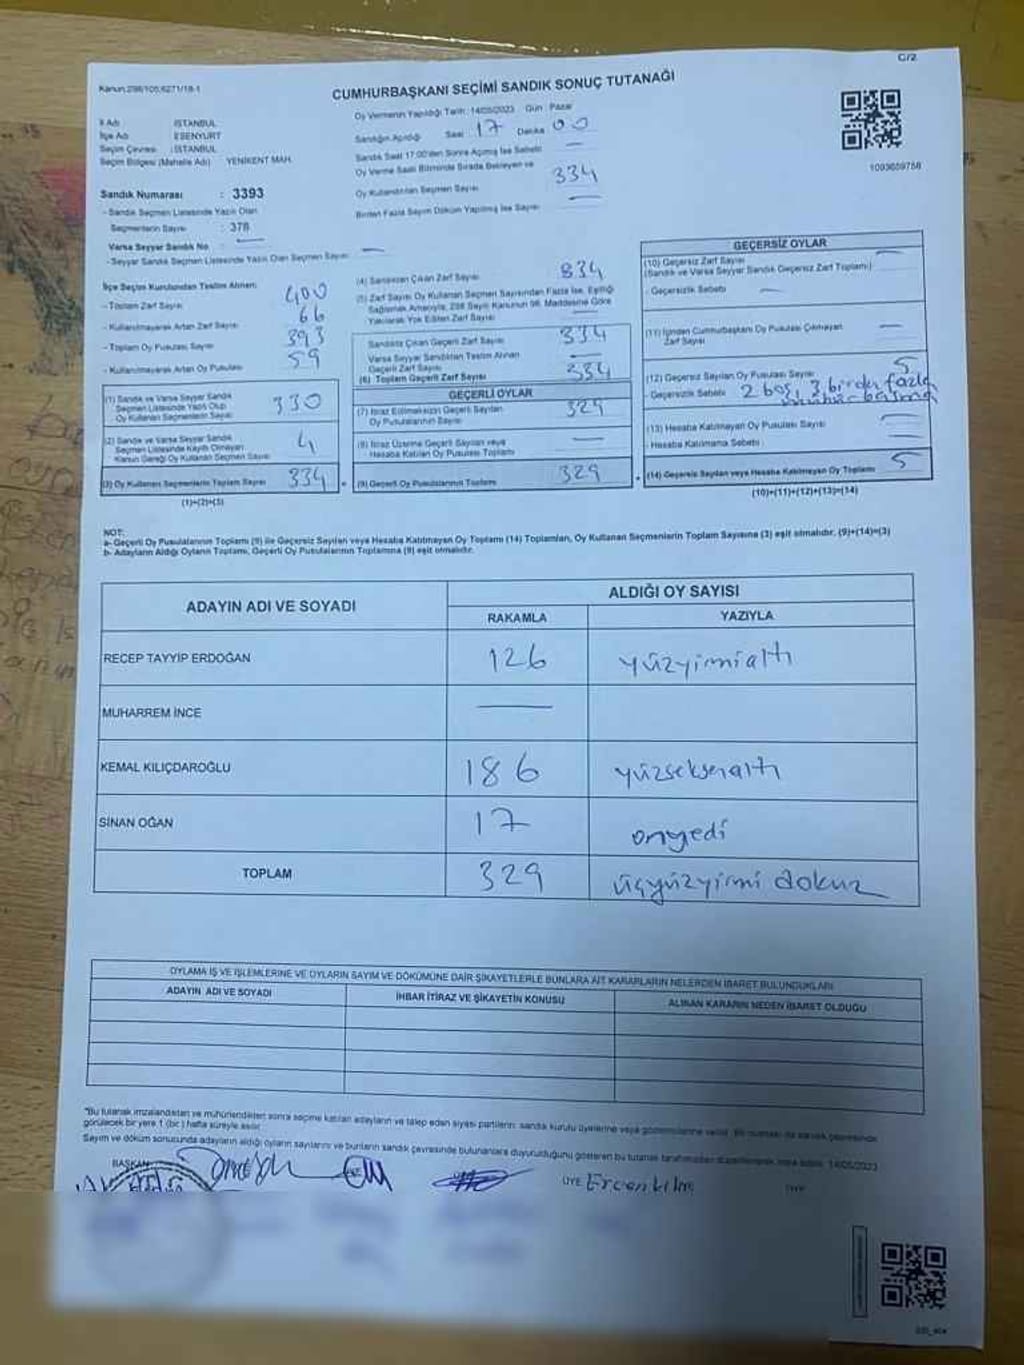 C/2
Kanun:298/105,6271/18-1
CUMHURBAŞKANI SEÇİMİ SANDIK SONUÇ TUTANAĞI
İl Adı : İSTANBUL
İlçe Adı : ESENYURT
Seçim Çevresi : İSTANBUL
Seçim Bölgesi (Mahalle Adı) YENİKENT MAH.
Sandık Numarası : 3393
- Sandık Seçmen Listesinde Yazılı Olan
Seçmenlerin Sayısı : 378
Varsa Seyyar Sandık No
- Seyyar Sandık Seçmen Listesinde Yazılı Olan Seçmen Sayısı
Oy Vermenin Yapıldığı Tarih: 14/05/2023 Gün: Pazar
Sandığın Açıldığı Saat 17 Dakika 00
Sandık Saat 17:00'den Sonra Açılmış İse Sebebi
Oy Verme Saati Bitiminde Sırada Bekleyen ve
Oy Kullandırılan Seçmen Sayısı 334
Birden Fazla Sayım Döküm Yapılmış İse Sayısı
1093659758
İlçe Seçim Kurulundan Teslim Alınan:
- Toplam Zarf Sayısı 400
- Kullanılmayarak Artan Zarf Sayısı 66
- Toplam Oy Pusulası Sayısı 393
- Kullanılmayarak Artan Oy Pusulası 59
(1) Sandık ve Varsa Seyyar Sandık
Seçmen Listesinde Yazılı Olup
Oy Kullanan Seçmenlerin Sayısı 330
(2) Sandık ve Varsa Seyyar Sandık
Seçmen Listesinde Kayıtlı Olmayan
Kanun Gereği Oy Kullanan Seçmen Sayısı 4
(3) Oy Kullanan Seçmenlerin Toplam Sayısı 334
(1)+(2)=(3)
(4) Sandıktan Çıkan Zarf Sayısı 334
(5) Zarf Sayısı Oy Kullanan Seçmen Sayısından Fazla İse, Eşitliği
Sağlamak Amacıyla, 298 Sayılı Kanunun 98. Maddesine Göre
Yakılarak Yok Edilen Zarf Sayısı
Sandıkta Çıkan Geçerli Zarf Sayısı 334
Varsa Seyyar Sandıktan Teslim Alınan
Geçerli Zarf Sayısı
(6) Toplam Geçerli Zarf Sayısı 334
GEÇERLİ OYLAR
(7) İtiraz Edilmeksizin Geçerli Sayılan
Oy Pusulası Sayısı 329
(8) İtiraz Üzerine Geçerli Sayılan veya
Hesaba Katılan Oy Pusulası Toplamı
(9) Geçerli Oy Pusulalarının Toplamı 329
GEÇERSİZ OYLAR
(10) Geçersiz Zarf Sayısı
(Sandık ve Varsa Seyyar Sandık Geçersiz Zarf Toplamı)
- Geçersizlik Sebebi
(11) İçinden Cumhurbaşkanı Oy Pusulası Çıkmayan
Zarf Sayısı
(12) Geçersiz Sayılan Oy Pusulası Sayısı 5
- Geçersizlik Sebebi 2 boş, 3 birden fazla
mühür basma
(13) Hesaba Katılmayan Oy Pusulası Sayısı
- Hesaba Katılmama Sebebi
(14) Geçersiz Sayılan veya Hesaba Katılmayan Oy Toplamı 5
(10)+(11)+(12)+(13)=(14)
NOT:
a- Geçerli Oy Pusulalarının Toplamı (9) ile Geçersiz Sayılan veya Hesaba Katılmayan Oy Toplamı (14) Toplamları, Oy Kullanan Seçmenlerin Toplam Sayısına (3) eşit olmalıdır. (9)+(14)=(3)
b- Adayların Aldığı Oyların Toplamı, Geçerli Oy Pusulalarının Toplamına (9) eşit olmalıdır.
ADAYIN ADI VE SOYADI
ALDIĞI OY SAYISI
RAKAMLA YAZIYLA
RECEP TAYYİP ERDOĞAN 126 yüzyirmialtı
MUHARREM İNCE
KEMAL KILIÇDAROĞLU 186 yüzseksenaltı
SİNAN OĞAN 17 onyedi
TOPLAM 329 üçyüzyirmi dokuz
OYLAMA İŞ VE İŞLEMLERİNE VE OYLARIN SAYIM VE DÖKÜMÜNE DAİR ŞİKAYETLERLE BUNLARA AİT KARARLARIN NELERDEN İBARET BULUNDUKLARI
ADAYIN ADI VE SOYADI İHBAR İTİRAZ VE ŞİKAYETİN KONUSU ALINAN KARARIN NEDEN İBARET OLDUĞU
*Bu tutanak imzalandıktan ve mühürlendikten sonra seçime katılan adayların ve talep eden siyasi partilerin sandık kurulu üyelerine veya gözlemcilerine verilir. Bir nüshası da sandık çevresinde
görülecek bir yere 1 (bir) hafta süreyle asılır.
Sayım ve döküm sonucunda adayların aldığı oyların sayılarını ve bunların sandık çevresinde bulunanlara duyurulduğunu gösteren bu tutanak tarafımızdan düzenlenerek imza edildi. 14/05/2023
BAŞKAN
ÜYE